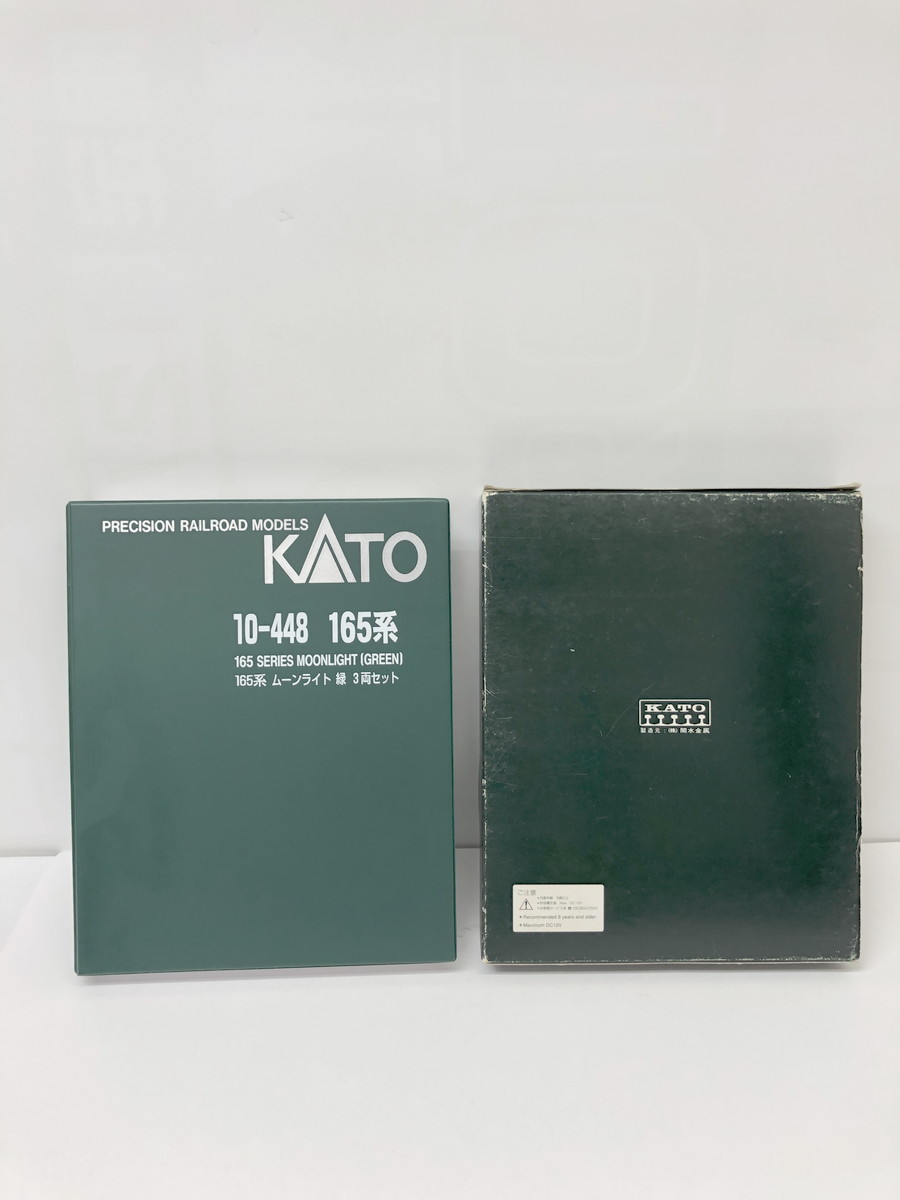 PRECISION RAILROAD MODELS
KATO
10-448 165系
165 SERIES MOONLIGHT (GREEN)
165系 ムーンライト 緑 3両セット
KATO
製造元:(株)関水金属
ご注意
• Recommended 8 years and older.
• Maximum DC12V